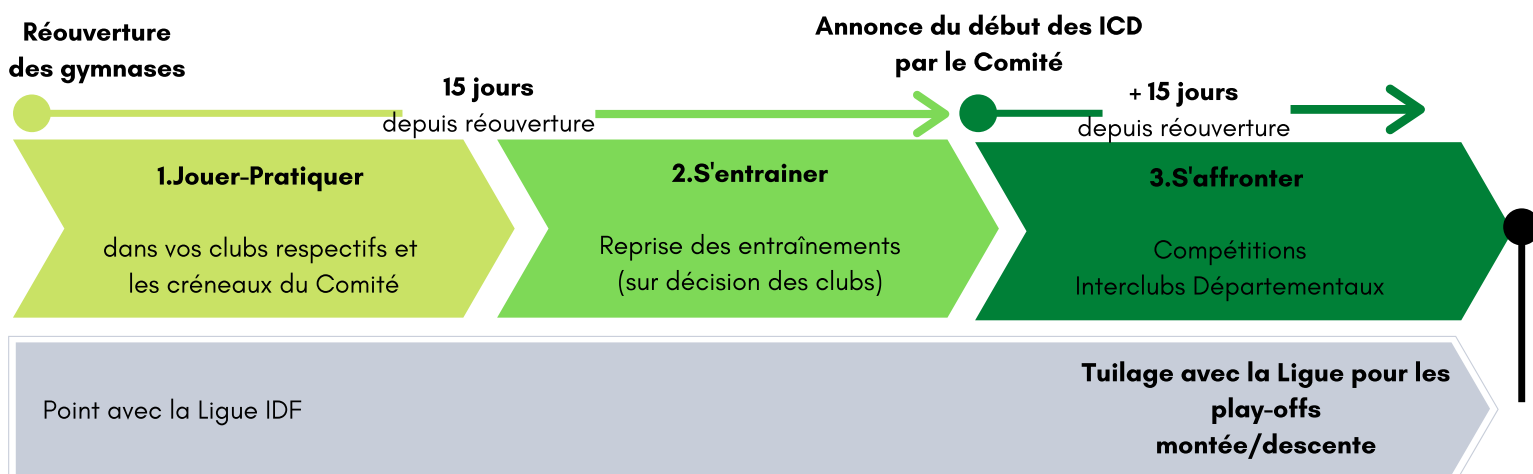 Réouverture
des gymnases
15 jours
depuis réouverture
Annonce du début des ICD
par le Comité
+ 15 jours
depuis réouverture
1.Jouer-Pratiquer
dans vos clubs respectifs et
les créneaux du Comité
2.S'entrainer
Reprise des entraînements
(sur décision des clubs)
3.S'affronter
Compétitions
Interclubs Départementaux
Point avec la Ligue IDF
Tuilage avec la Ligue pour les
play-offs
montée/descente